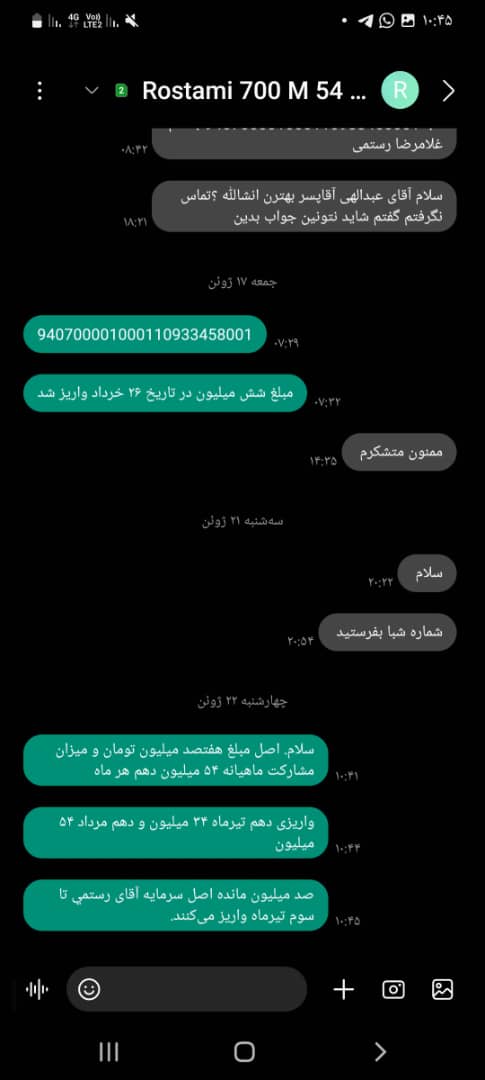 ۱۰:۴۵
4G
VoD
LTE2
Rostami 700 M 54 ...
2
R
غلامرضا رستمی
۰۸:۴۲
سلام آقای عبدالهی آقاپسر بهترن انشاﷲ ؟تماس
نگرفتم گفتم شاید نتونین جواب بدین
۱۸:۲۱
جمعه ۱۷ ژوئن
940700001000110933458001
۰۷:۲۹
مبلغ شش میلیون در تاریخ ۲۶ خرداد واریز شد
۰۷:۳۲
ممنون متشکرم
۱۴:۳۵
سه‌شنبه ۲۱ ژوئن
سلام
۲۰:۲۲
شماره شبا بفرستید
۲۰:۵۴
چهارشنبه ۲۲ ژوئن
سلام. اصل مبلغ هفتصد میلیون تومان و میزان
مشارکت ماهیانه ۵۴ میلیون دهم هر ماه
۱۰:۴۱
واریزی دهم تیرماه ۳۴ میلیون و دهم مرداد ۵۴
میلیون
۱۰:۴۴
صد میلیون مانده اصل سرمایه آقای رستمي تا
سوم تیرماه واریز می‌کنند.
۱۰:۴۵